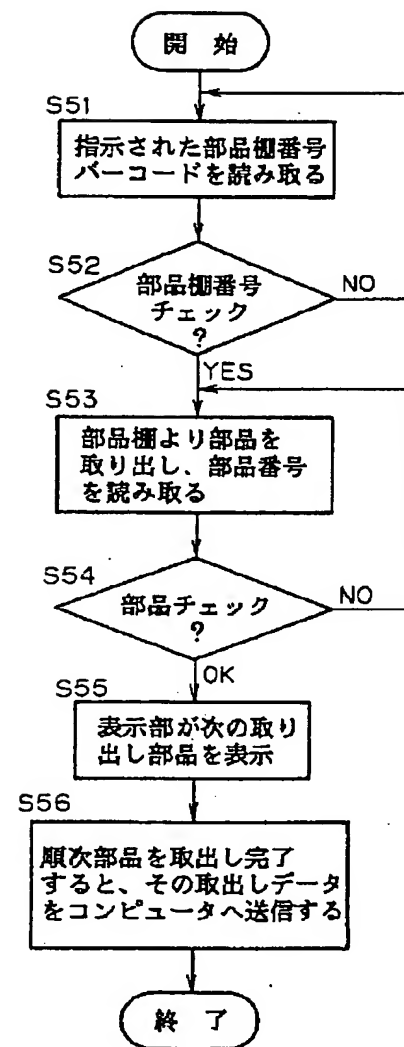 開 始
S51
指示された部品棚番号
バーコードを読み取る
S52
部品棚番号
チェック
?
NO
YES
S53
部品棚より部品を
取り出し、部品番号
を読み取る
S54
部品チェック
?
NO
OK
S55
表示部が次の取り
出し部品を表示
S56
順次部品を取出し完了
すると、その取出しデータ
をコンピュータへ送信する
終 了